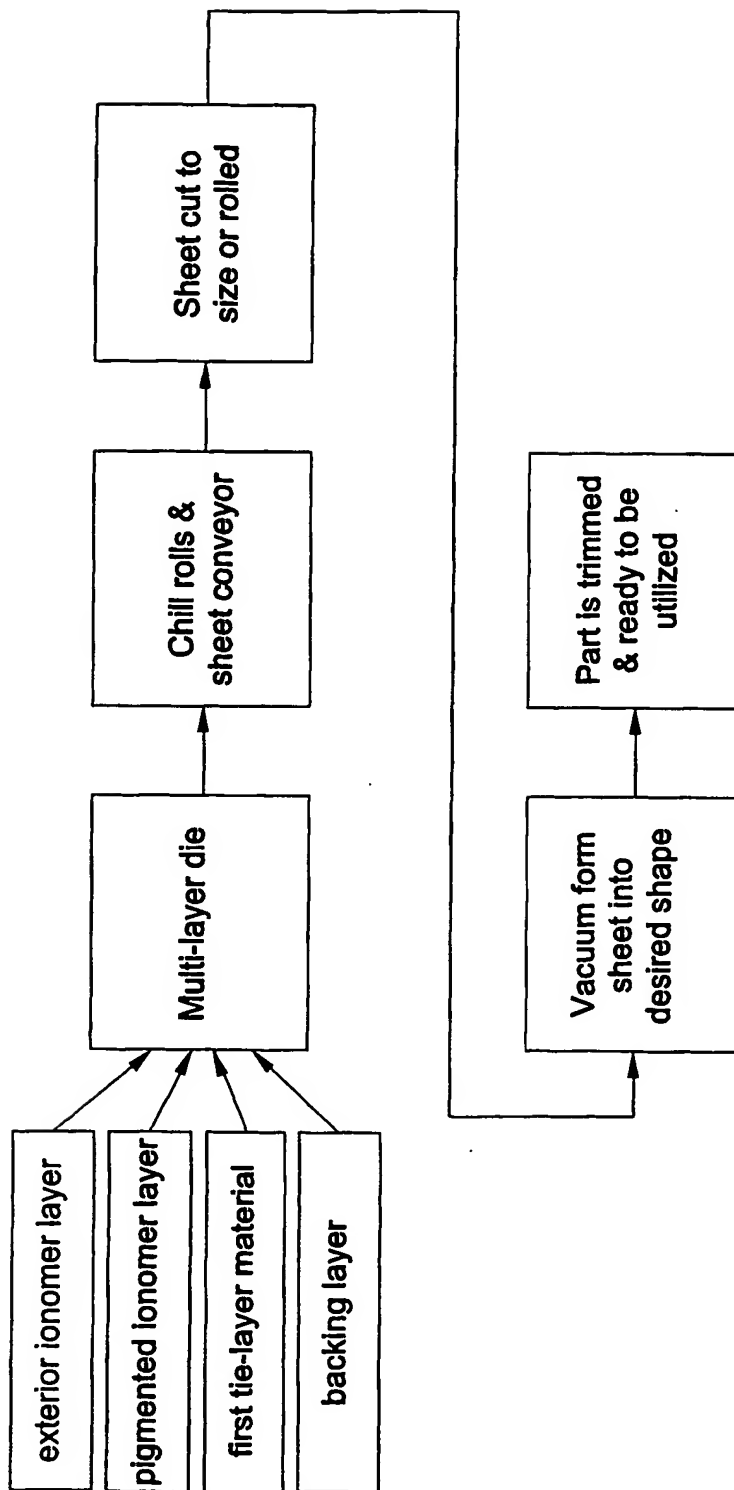 exterior ionomer layer
pigmented ionomer layer
first tie-layer material
backing layer
Multi-layer die
Chill rolls &
sheet conveyor
Sheet cut to
size or rolled
Vacuum form
sheet into
desired shape
Part is trimmed
& ready to be
utilized